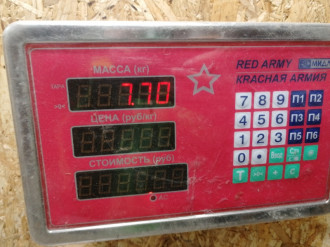 RED ARMY
МАССА (кг)
КРАСНАЯ АРМИЯ
7.70
ЦЕНА (руб/кг)
7 8 9 П1 П2
4 5 6 П3 П4
1 2 3 П5 П6
0 • С
СТОИМОСТЬ (руб)
Т